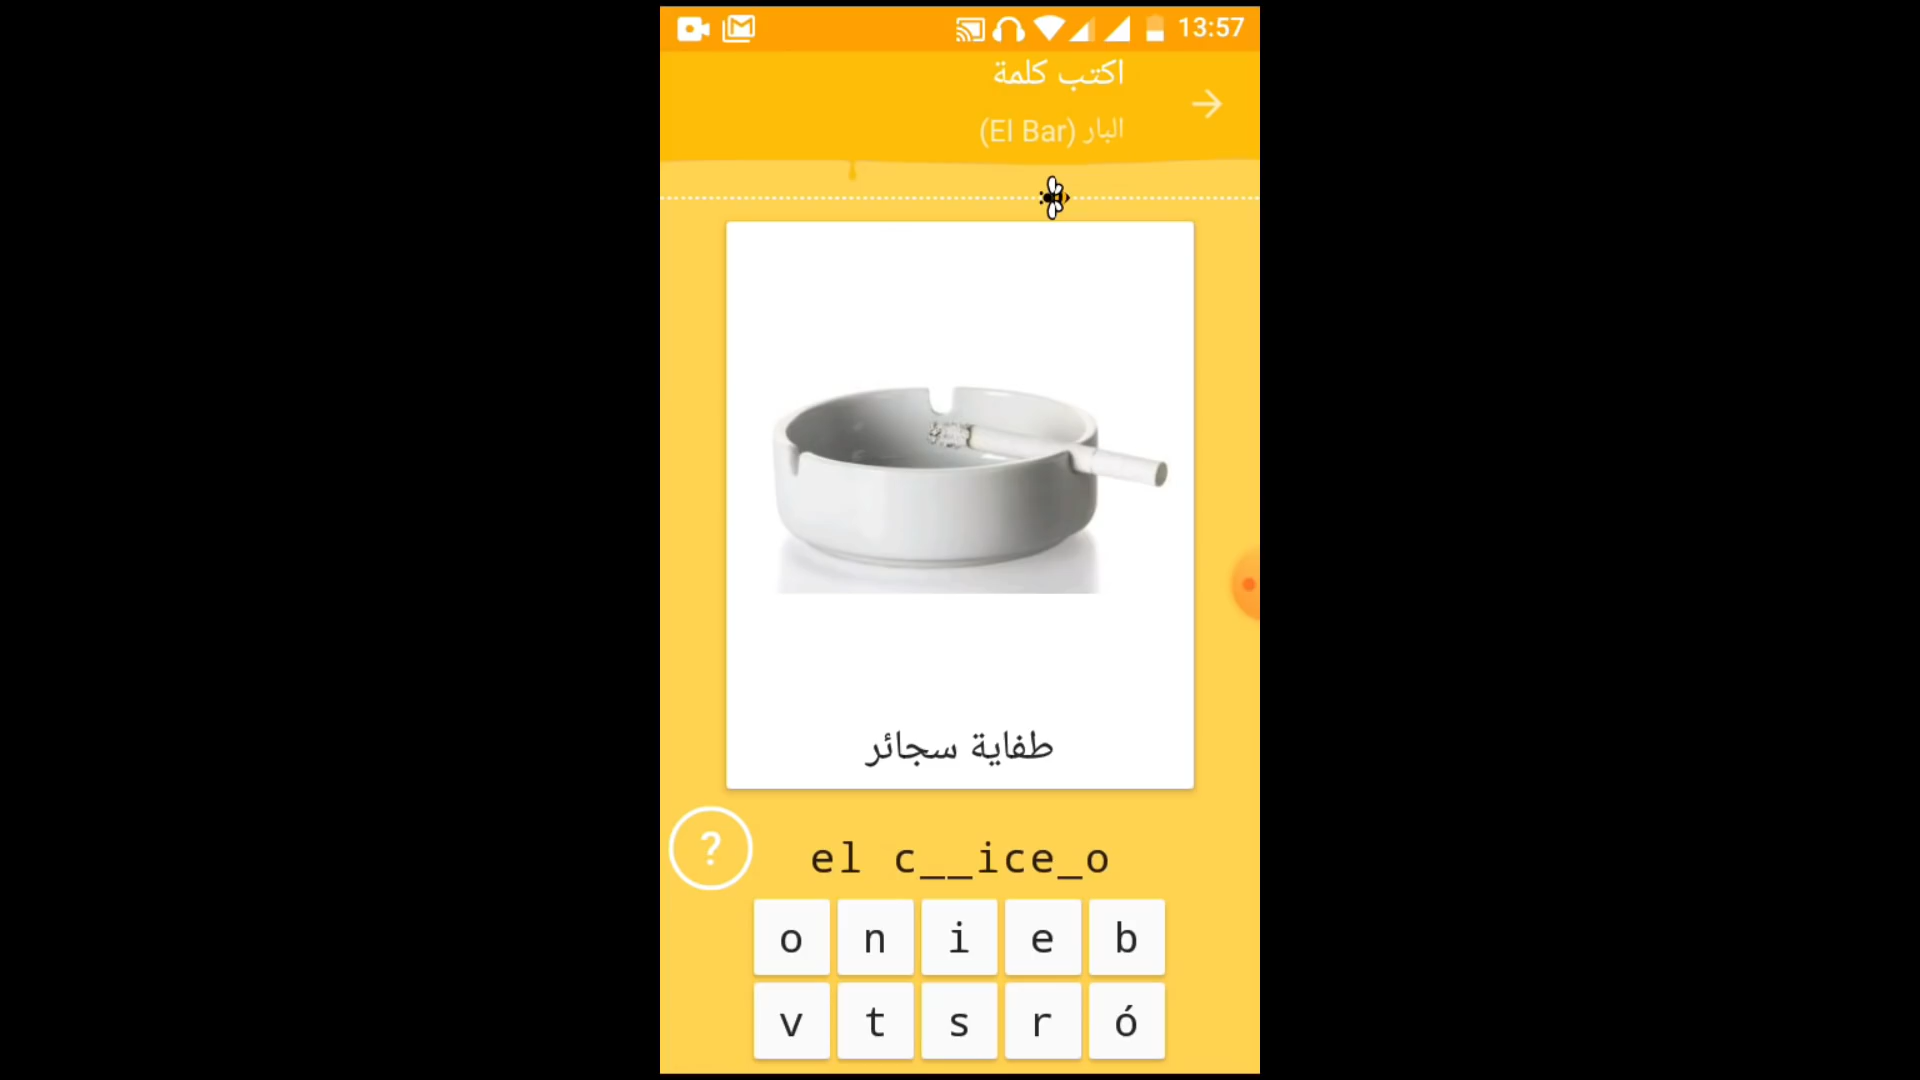 13:57
اكتب كلمة
البار (El Bar)
طفاية سجائر
?
el c__ice_o
o n i e b
v t s r ó